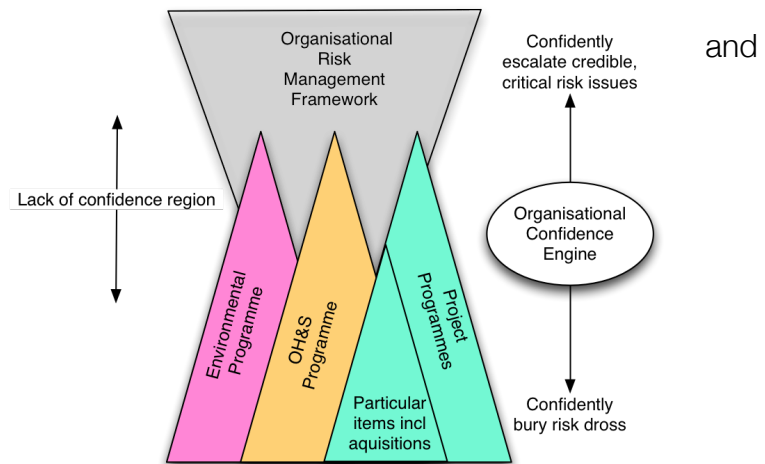 Organisational
Risk
Management
Framework
Confidently
escalate credible,
critical risk issues
and
Lack of confidence region
Organisational
Confidence
Engine
Environmental
Programme
OH&S
Programme
Project
Programmes
Particular
items incl
aquisitions
Confidently
bury risk dross